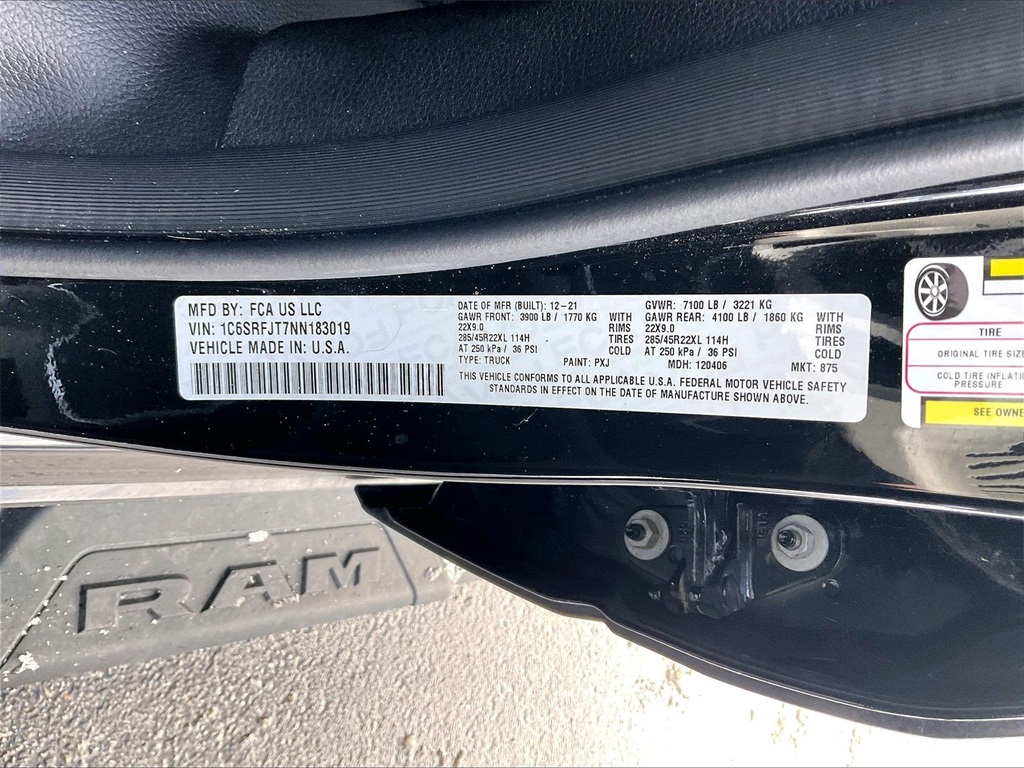 MFD BY: FCA US LLC
VIN: 1C6SRFJT7NN183019
VEHICLE MADE IN: U.S.A.
DATE OF MFR (BUILT): 12-21
GAWR FRONT: 3900 LB / 1770 KG WITH
22X9.0 RIMS
285/45R22XL 114H TIRES
AT 250 kPa / 36 PSI COLD
TYPE: TRUCK PAINT: PXJ
GVWR: 7100 LB / 3221 KG
GAWR REAR: 4100 LB / 1860 KG WITH
22X9.0 RIMS
285/45R22XL 114H TIRES
AT 250 kPa / 36 PSI COLD
MDH: 120406 MKT: 875
THIS VEHICLE CONFORMS TO ALL APPLICABLE U.S.A. FEDERAL MOTOR VEHICLE SAFETY
STANDARDS IN EFFECT ON THE DATE OF MANUFACTURE SHOWN ABOVE.
TIRE
ORIGINAL TIRE SIZE
COLD TIRE INFLATI
PRESSURE
SEE OWNE
RAM